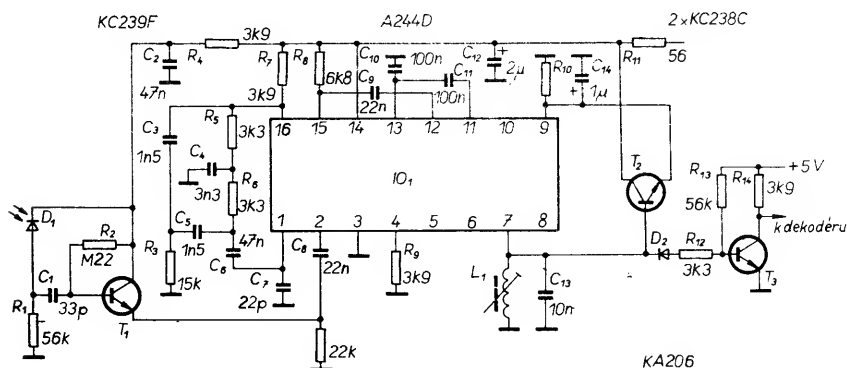 KC239F
A244D
2 x KC238C
C2
47n
R4
3k9
R7
3k9
R8
6k8
C10
100n
C9
22n
C11
100n
C12
+
2µ
R10
C14
+
1µ
R11
56
C3
1n5
R5
3k3
C4
3n3
R6
3k3
C5
1n5
47n
C6
R3
15k
C7
22p
C8
22n
16 15 14 13 12 11 10 9
IO1
1 2 3 4 5 6 7 8
R9
3k9
22k
L1
C13
10n
T2
D2
R12
3k3
R13
56k
R14
3k9
+5V
k dekodéru
T3
D1
R2
M22
C1
33p
R1
56k
T1
KA206